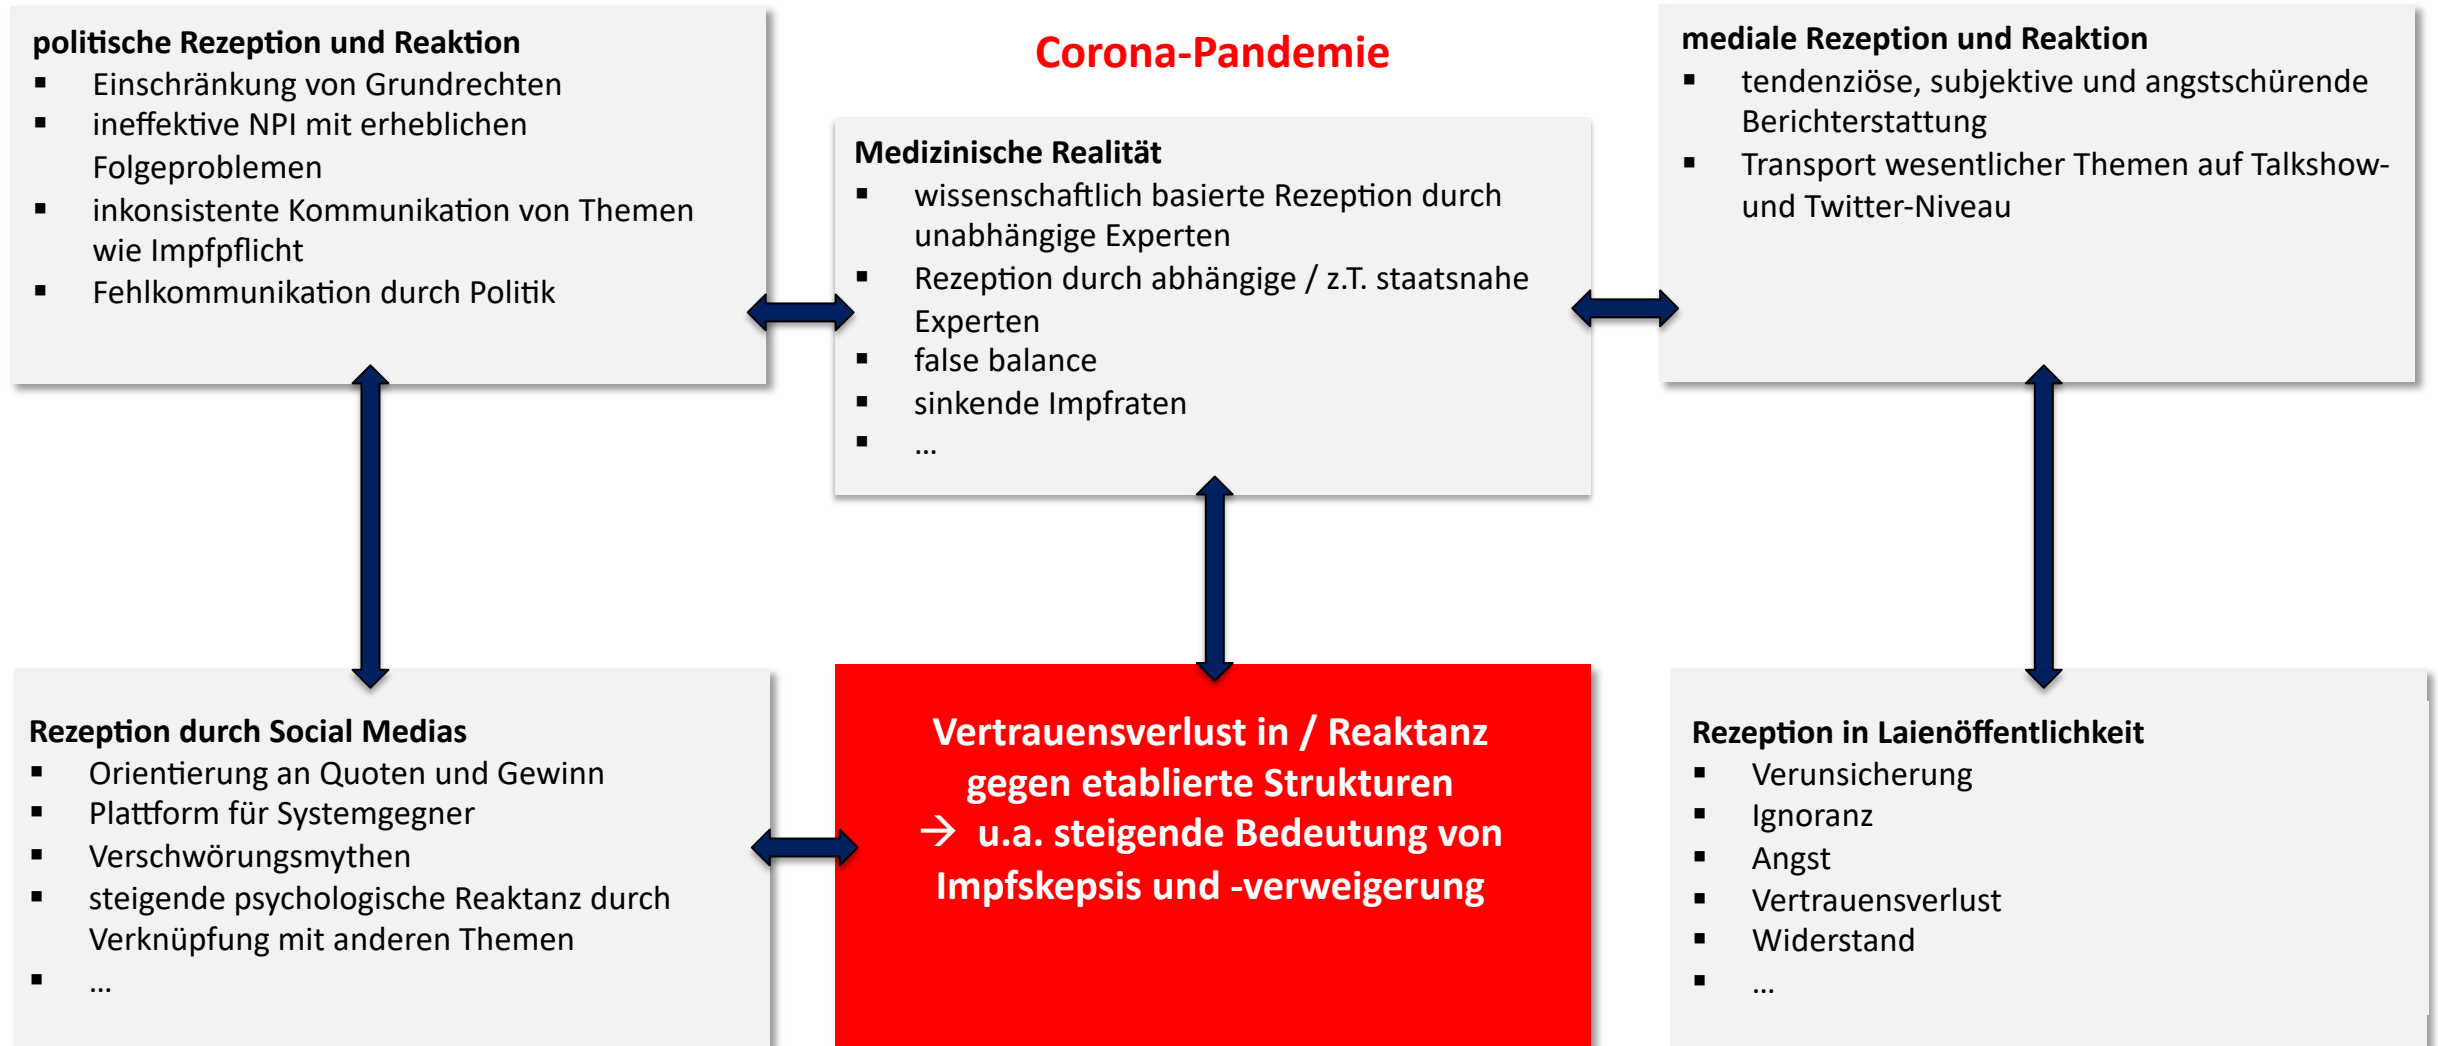 politische Rezeption und Reaktion
▪ Einschränkung von Grundrechten
▪ ineffektive NPI mit erheblichen
Folgeproblemen
▪ inkonsistente Kommunikation von Themen
wie Impfpflicht
▪ Fehlkommunikation durch Politik
Corona-Pandemie
Medizinische Realität
▪ wissenschaftlich basierte Rezeption durch
unabhängige Experten
▪ Rezeption durch abhängige / z.T. staatsnahe
Experten
▪ false balance
▪ sinkende Impfraten
▪ ...
mediale Rezeption und Reaktion
▪ tendenziöse, subjektive und angstschürende
Berichterstattung
▪ Transport wesentlicher Themen auf Talkshow-
und Twitter-Niveau
Rezeption durch Social Medias
▪ Orientierung an Quoten und Gewinn
▪ Plattform für Systemgegner
▪ Verschwörungsmythen
▪ steigende psychologische Reaktanz durch
Verknüpfung mit anderen Themen
▪ ...
Vertrauensverlust in / Reaktanz
gegen etablierte Strukturen
→ u.a. steigende Bedeutung von
Impfskepsis und -verweigerung
Rezeption in Laienöffentlichkeit
▪ Verunsicherung
▪ Ignoranz
▪ Angst
▪ Vertrauensverlust
▪ Widerstand
▪ ...